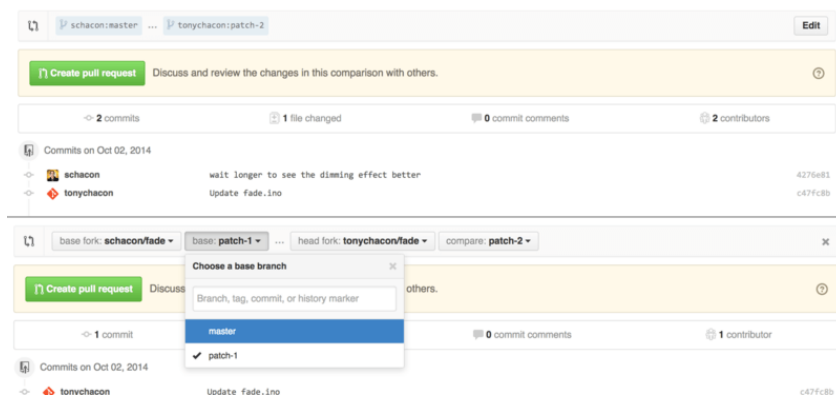 schacon:master ... tonychacon:patch-2 Edit
Create pull request Discuss and review the changes in this comparison with others.
2 commits 1 file changed 0 commit comments 2 contributors
Commits on Oct 02, 2014
schacon wait longer to see the dimming effect better 4276e81
tonychacon Update fade.ino c47fc8b
base fork: schacon/fade base: patch-1 ... head fork: tonychacon/fade compare: patch-2
Choose a base branch
Create pull request Discuss others.
Branch, tag, commit, or history marker
1 commit master 0 commit comments 1 contributor
patch-1
Commits on Oct 02, 2014
tonychacon Update fade.ino c47fc8b